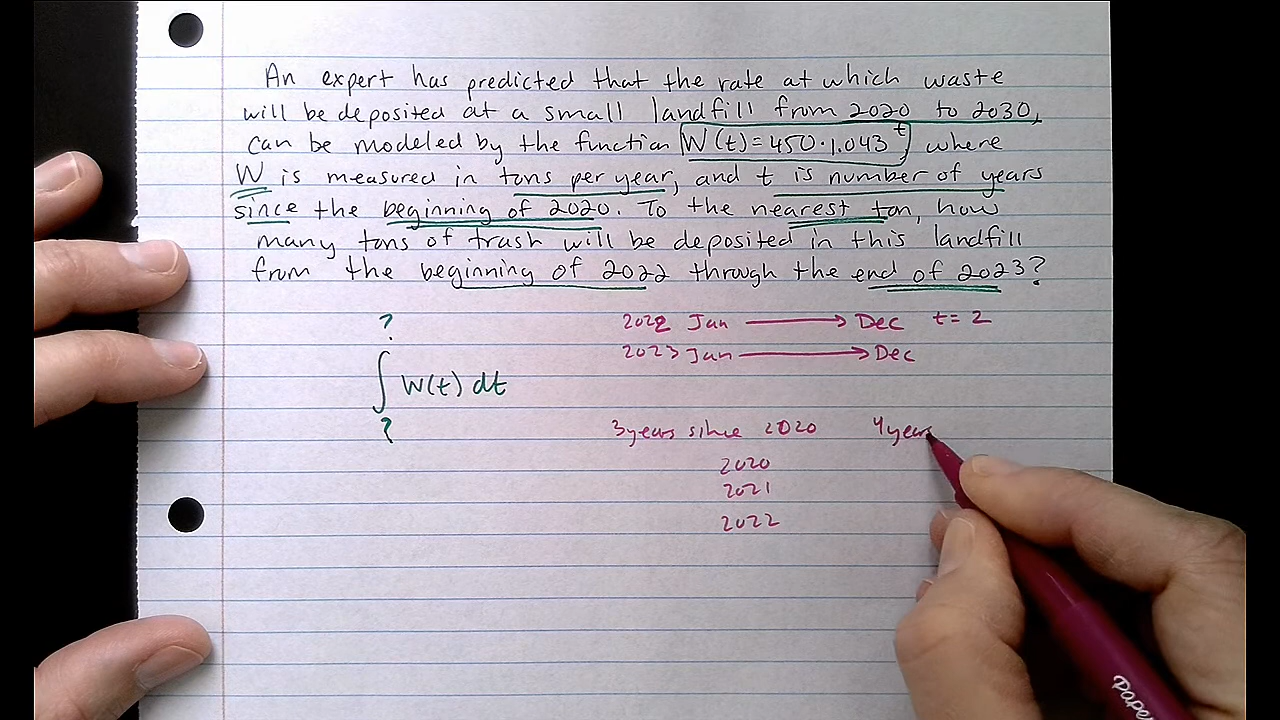 An expert has predicted that the rate at which waste
will be deposited at a small landfill from 2020 to 2030,
can be modeled by the function W(t)=450·1.043^t, where
W is measured in tons per year, and t is number of years
since the beginning of 2020. To the nearest ton, how
many tons of trash will be deposited in this landfill
from the beginning of 2022 through the end of 2023?
? 2022 Jan → Dec t=2
2023 Jan → Dec
∫ W(t) dt
? 3 years since 2020 4 years
2020
2021
2022
Pape